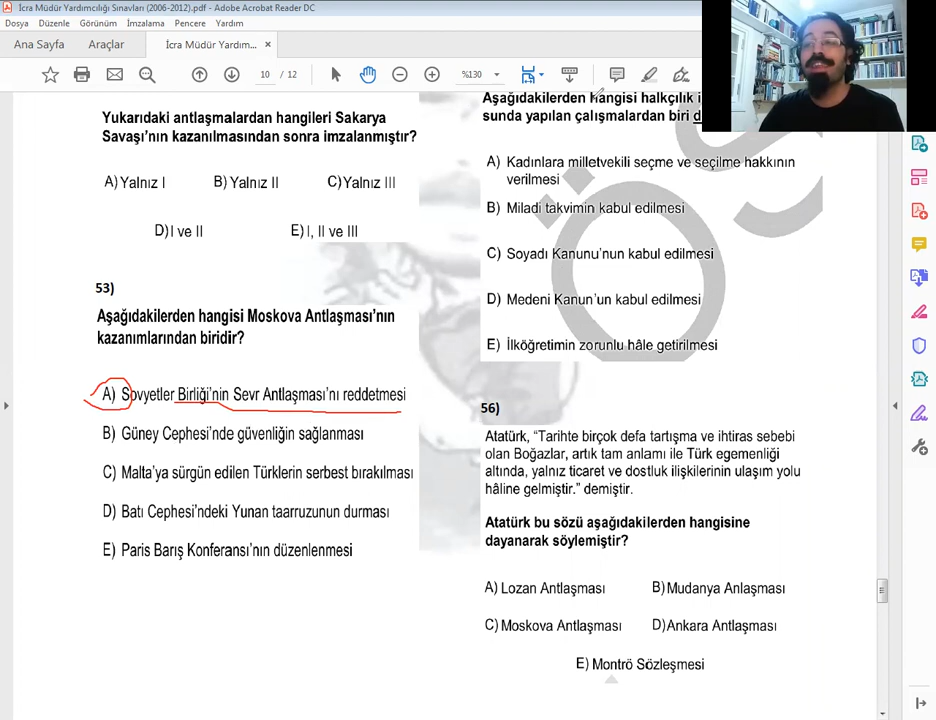 İcra Müdür Yardımcılığı Sınavları (2006-2012).pdf - Adobe Acrobat Reader DC
Dosya Düzenle Görünüm İmzalama Pencere Yardım
Ana Sayfa Araçlar İcra Müdür Yardım... ×
10 / 12 %130
Yukarıdaki antlaşmalardan hangileri Sakarya
Savaşı'nın kazanılmasından sonra imzalanmıştır?
A) Yalnız I B) Yalnız II C) Yalnız III
D) I ve II E) I, II ve III
53)
Aşağıdakilerden hangisi Moskova Antlaşması'nın
kazanımlarından biridir?
A) Sovyetler Birliği'nin Sevr Antlaşması'nı reddetmesi
B) Güney Cephesi'nde güvenliğin sağlanması
C) Malta'ya sürgün edilen Türklerin serbest bırakılması
D) Batı Cephesi'ndeki Yunan taarruzunun durması
E) Paris Barış Konferansı'nın düzenlenmesi
Aşağıdakilerden hangisi halkçılık
sunda yapılan çalışmalardan biri
A) Kadınlara milletvekili seçme ve seçilme hakkının
verilmesi
B) Miladi takvimin kabul edilmesi
C) Soyadı Kanunu'nun kabul edilmesi
D) Medeni Kanun'un kabul edilmesi
E) İlköğretimin zorunlu hâle getirilmesi
56)
Atatürk, "Tarihte birçok defa tartışma ve ihtiras sebebi
olan Boğazlar, artık tam anlamı ile Türk egemenliği
altında, yalnız ticaret ve dostluk ilişkilerinin ulaşım yolu
hâline gelmiştir." demiştir.
Atatürk bu sözü aşağıdakilerden hangisine
dayanarak söylemiştir?
A) Lozan Antlaşması B) Mudanya Anlaşması
C) Moskova Antlaşması D) Ankara Antlaşması
E) Montrö Sözleşmesi